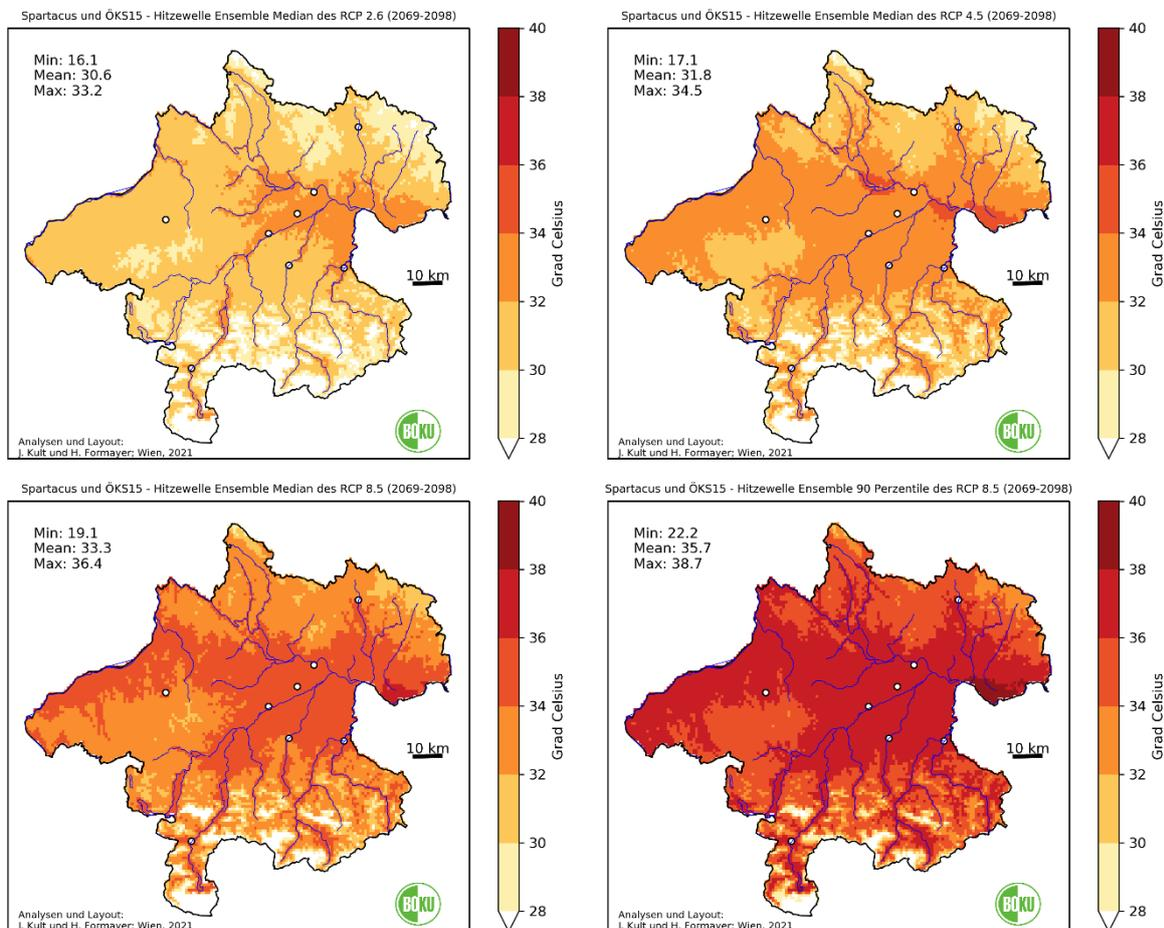 Spartacus und ÖKS15 - Hitzewelle Ensemble Median des RCP 2.6 (2069-2098)
Min: 16.1
Mean: 30.6
Max: 33.2
10 km
BOKU
Analysen und Layout:
J. Kult und H. Formayer; Wien, 2021
40
38
36
34
32
30
28
Grad Celsius
Spartacus und ÖKS15 - Hitzewelle Ensemble Median des RCP 4.5 (2069-2098)
Min: 17.1
Mean: 31.8
Max: 34.5
10 km
BOKU
Analysen und Layout:
J. Kult und H. Formayer; Wien, 2021
40
38
36
34
32
30
28
Grad Celsius
Spartacus und ÖKS15 - Hitzewelle Ensemble Median des RCP 8.5 (2069-2098)
Min: 19.1
Mean: 33.3
Max: 36.4
10 km
BOKU
Analysen und Layout:
J. Kult und H. Formayer; Wien, 2021
40
38
36
34
32
30
28
Grad Celsius
Spartacus und ÖKS15 - Hitzewelle Ensemble 90 Perzentile des RCP 8.5 (2069-2098)
Min: 22.2
Mean: 35.7
Max: 38.7
10 km
BOKU
Analysen und Layout:
J. Kult und H. Formayer; Wien, 2021
40
38
36
34
32
30
28
Grad Celsius